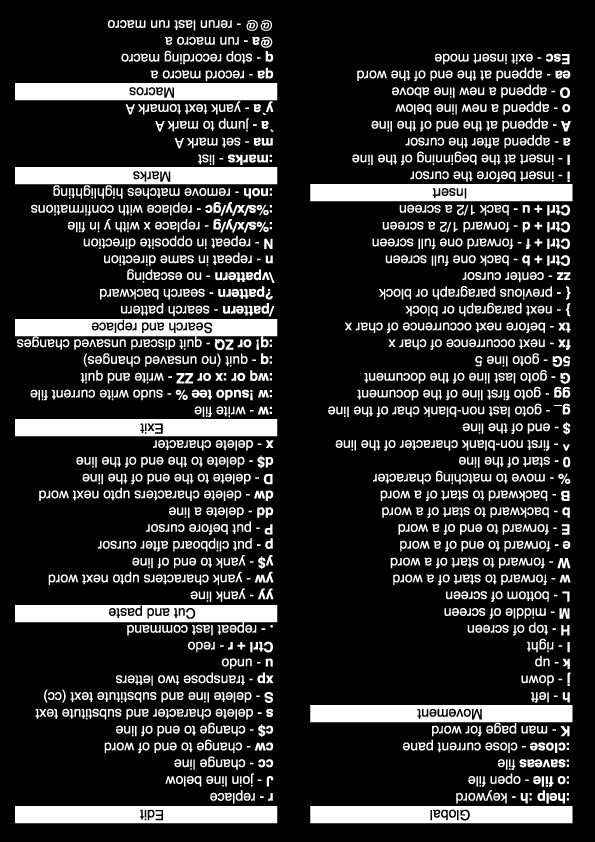 Global
:help :h - keyword
:o file - open file
:saveas file
:close - close current pane
K - man page for word
Movement
h - left
j - down
k - up
l - right
H - top of screen
M - middle of screen
L - bottom of screen
w - forward to start of a word
W - forward to start of a word
e - forward to end of a word
E - forward to end of a word
b - backward to start of a word
B - backward to start of a word
% - move to matching character
0 - start of the line
^ - first non-blank character of the line
$ - end of the line
g_ - goto last non-blank char of the line
gg - goto first line of the document
G - goto last line of the document
5G - goto line 5
fx - next occurrence of char x
tx - before next occurrence of char x
} - next paragraph or block
{ - previous paragraph or block
zz - center cursor
Ctrl + b - back one full screen
Ctrl + f - forward one full screen
Ctrl + d - forward 1/2 a screen
Ctrl + u - back 1/2 a screen
Insert
i - insert before the cursor
I - insert at the beginning of the line
a - append after the cursor
A - append at the end of the line
o - append a new line below
O - append a new line above
ea - append at the end of the word
Esc - exit insert mode
Edit
r - replace
J - join line below
cc - change line
cw - change to end of word
c$ - change to end of line
s - delete character and substitute text
S - delete line and substitute text (cc)
xp - transpose two letters
u - undo
Ctrl + r - redo
. - repeat last command
Cut and paste
yy - yank line
yw - yank characters upto next word
y$ - yank to end of line
p - put clipboard after cursor
P - put before cursor
dd - delete a line
dw - delete characters upto next word
D - delete to the end of the line
d$ - delete to the end of the line
x - delete character
Exit
:w - write file
:w !sudo tee % - sudo write current file
:wq or :x or ZZ - write and quit
:q - quit (no unsaved changes)
:q! or ZQ - quit discard unsaved changes
Search and replace
/pattern - search pattern
?pattern - search backward
\vpattern - no escaping
n - repeat in same direction
N - repeat in opposite direction
:%s/x/y/g - replace x with y in file
:%s/x/y/gc - replace with confirmations
:noh - remove matches highlighting
Marks
:marks - list
ma - set mark A
`a - jump to mark A
y`a - yank text tomark A
Macros
qa - record macro a
q - stop recording macro
@a - run macro a
@@ - rerun last run macro